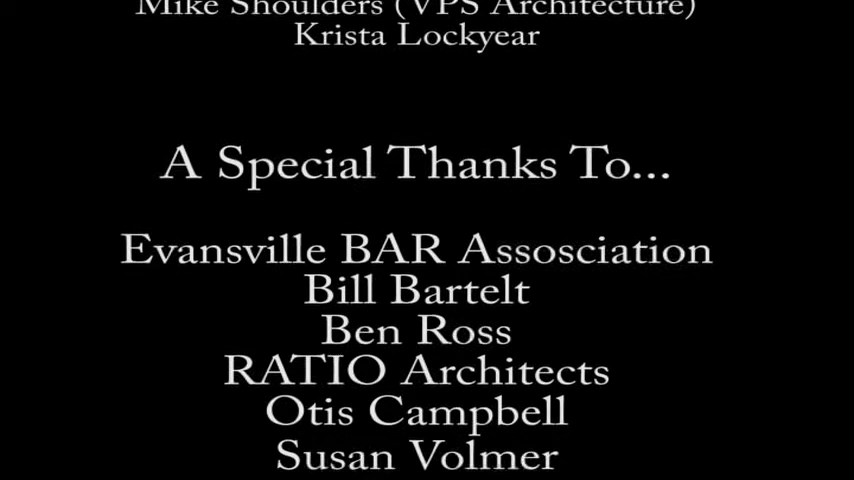 Mike Shoulders (VPS Architecture)
Krista Lockyear
A Special Thanks To...
Evansville BAR Assosciation
Bill Bartelt
Ben Ross
RATIO Architects
Otis Campbell
Susan Volmer